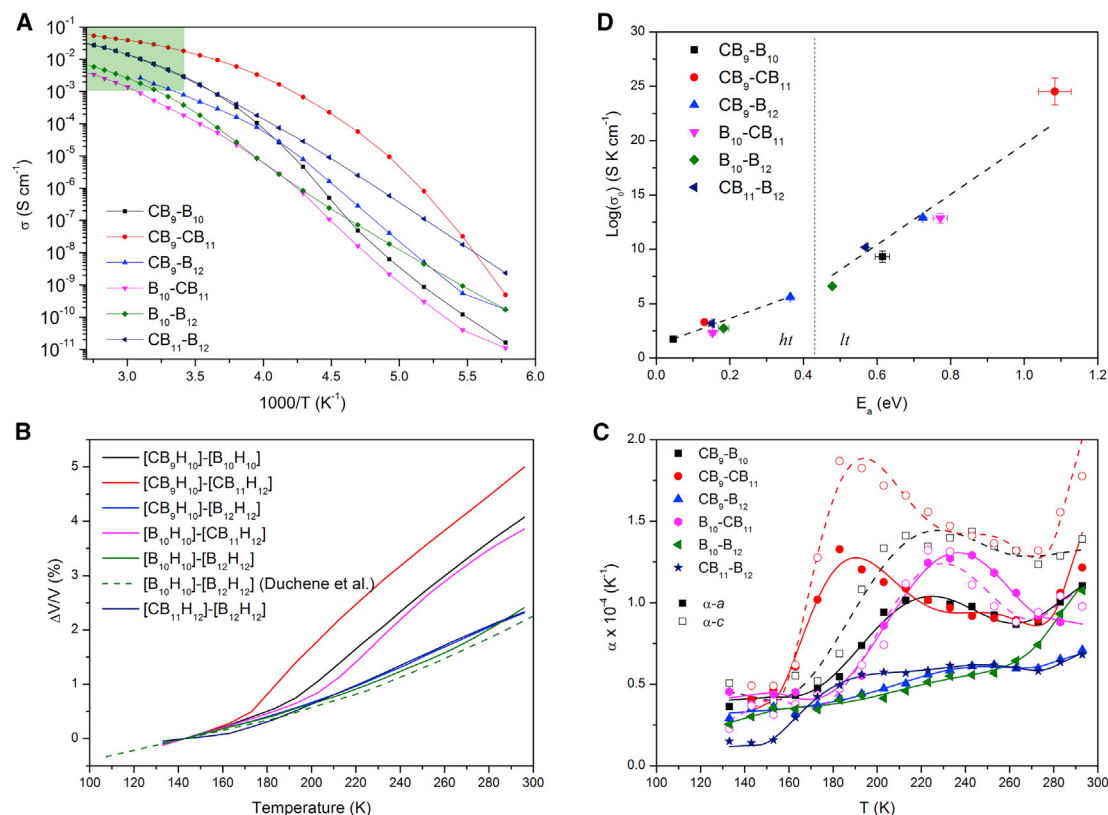 A
10⁻¹
10⁻²
10⁻³
10⁻⁴
10⁻⁵
10⁻⁶
10⁻⁷
10⁻⁸
10⁻⁹
10⁻¹⁰
10⁻¹¹
σ (S cm⁻¹)
CB₉-B₁₀
CB₉-CB₁₁
CB₉-B₁₂
B₁₀-CB₁₁
B₁₀-B₁₂
CB₁₁-B₁₂
3.0 3.5 4.0 4.5 5.0 5.5 6.0
1000/T (K⁻¹)
D
30
25
20
15
10
5
0
Log(σ₀) (S K cm⁻¹)
CB₉-B₁₀
CB₉-CB₁₁
CB₉-B₁₂
B₁₀-CB₁₁
B₁₀-B₁₂
CB₁₁-B₁₂
ht lt
0.0 0.2 0.4 0.6 0.8 1.0 1.2
Eₐ (eV)
B
5
4
3
2
1
0
ΔV/V (%)
[CB₉H₁₀]-[B₁₀H₁₀]
[CB₉H₁₀]-[CB₁₁H₁₂]
[CB₉H₁₀]-[B₁₂H₁₂]
[B₁₀H₁₀]-[CB₁₁H₁₂]
[B₁₀H₁₀]-[B₁₂H₁₂]
[B₁₀H₁₀]-[B₁₂H₁₂] (Duchene et al.)
[CB₁₁H₁₂]-[B₁₂H₁₂]
100 120 140 160 180 200 220 240 260 280 300
Temperature (K)
C
2.0
1.5
1.0
0.5
0.0
α x 10⁻⁴ (K⁻¹)
CB₉-B₁₀
CB₉-CB₁₁
CB₉-B₁₂
B₁₀-CB₁₁
B₁₀-B₁₂
CB₁₁-B₁₂
α-a
α-c
100 120 140 160 180 200 220 240 260 280 300
T (K)